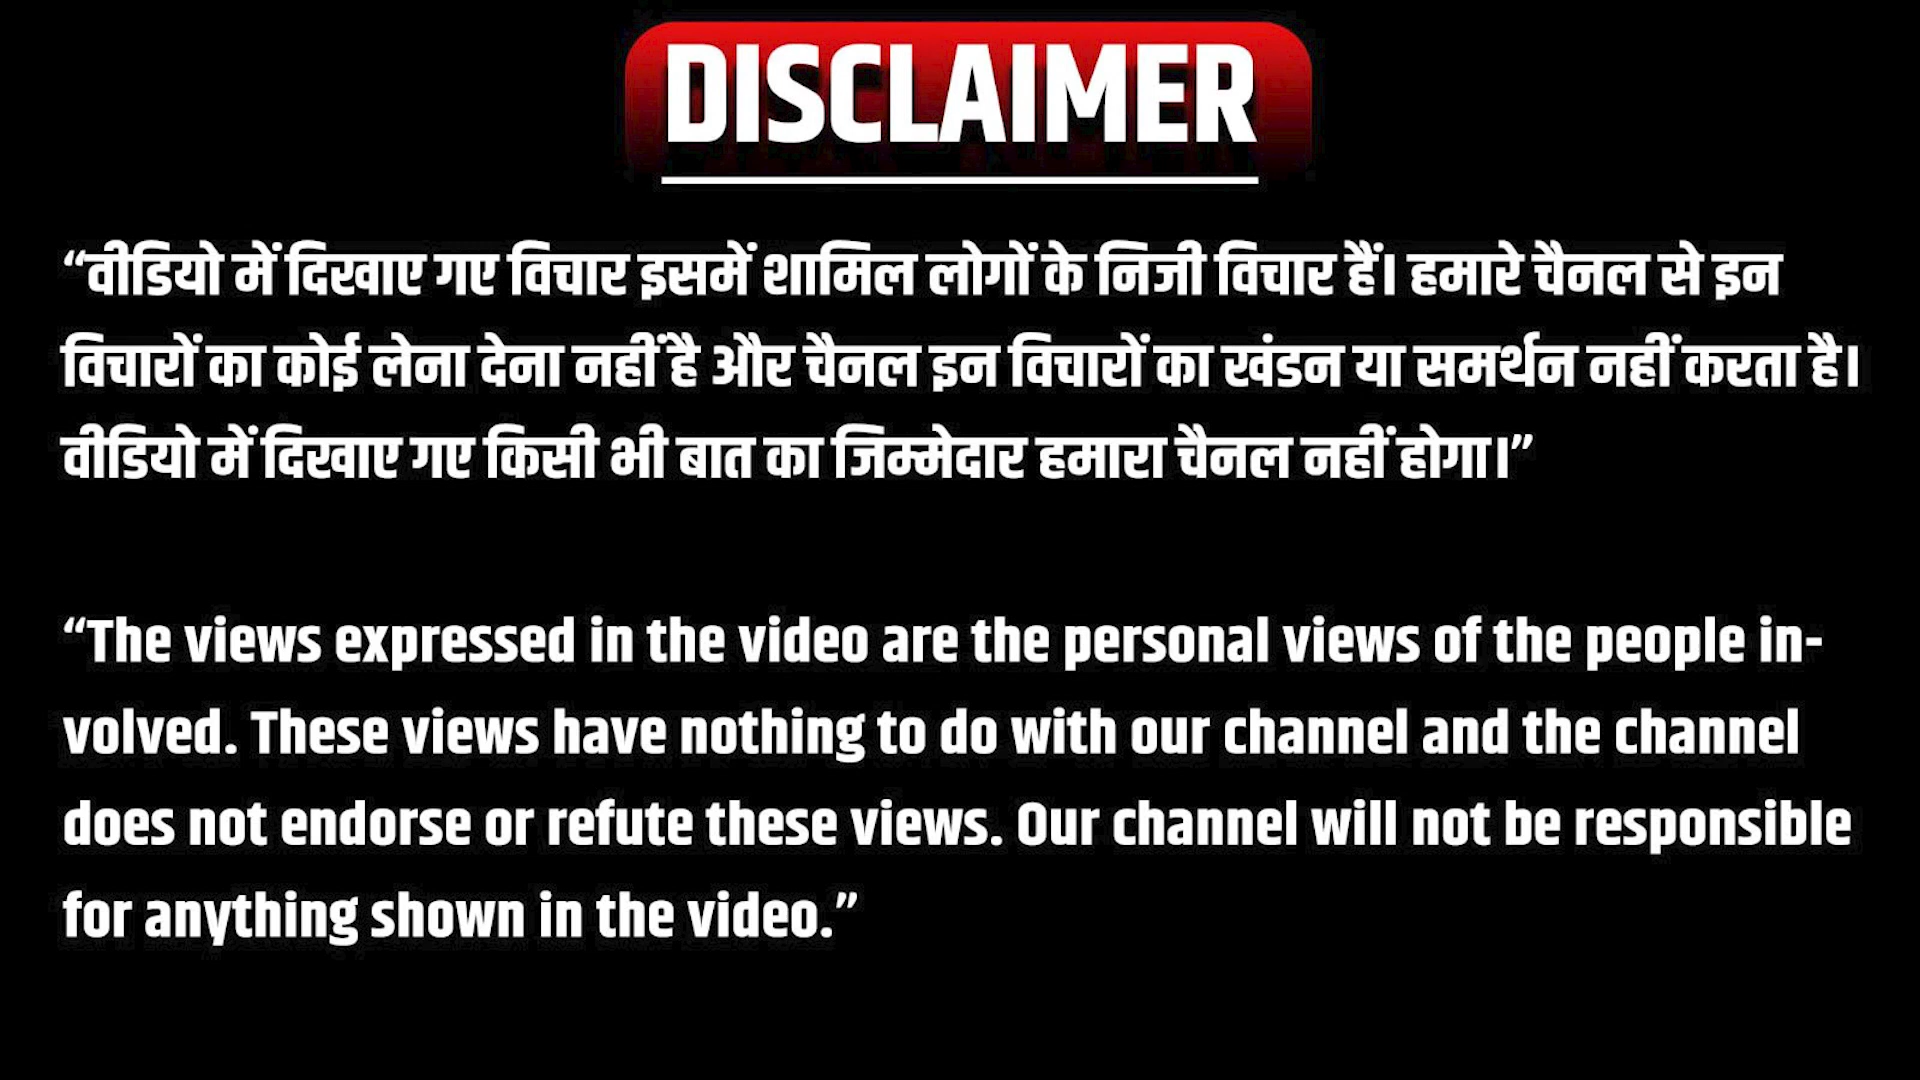 DISCLAIMER
“वीडियो में दिखाए गए विचार इसमें शामिल लोगों के निजी विचार हैं। हमारे चैनल से इन
विचारों का कोई लेना देना नहीं है और चैनल इन विचारों का खंडन या समर्थन नहीं करता है।
वीडियो में दिखाए गए किसी भी बात का जिम्मेदार हमारा चैनल नहीं होगा।”
“The views expressed in the video are the personal views of the people in-
volved. These views have nothing to do with our channel and the channel
does not endorse or refute these views. Our channel will not be responsible
for anything shown in the video.”